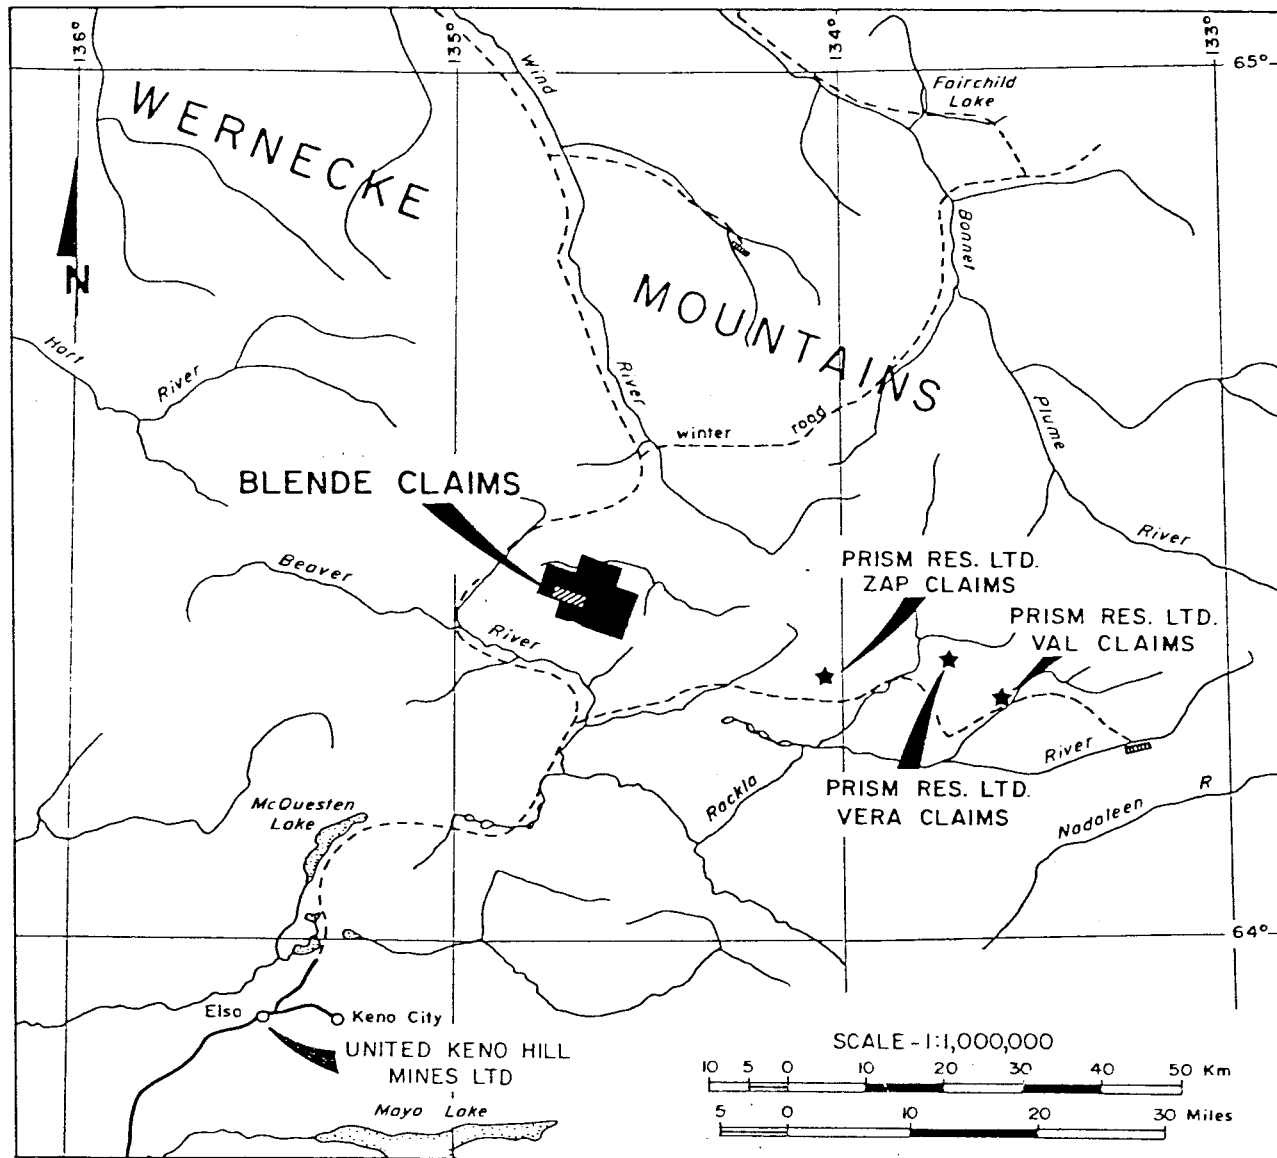 136°
135°
134°
133°
65°
Wind
Fairchild
Lake
WERNECKE
N
Bonnet
MOUNTAINS
Hart
River
River
Plume
winter road
BLENDE CLAIMS
River
Beaver
River
PRISM RES. LTD.
ZAP CLAIMS
PRISM RES. LTD.
VAL CLAIMS
River
PRISM RES. LTD.
VERA CLAIMS
Rackla
Nadaleen R
McQuesten
Lake
64°
Elsa
Keno City
UNITED KENO HILL
MINES LTD
Mayo Lake
SCALE - 1:1,000,000
10 5 0 10 20 30 40 50 Km
5 0 10 20 30 Miles